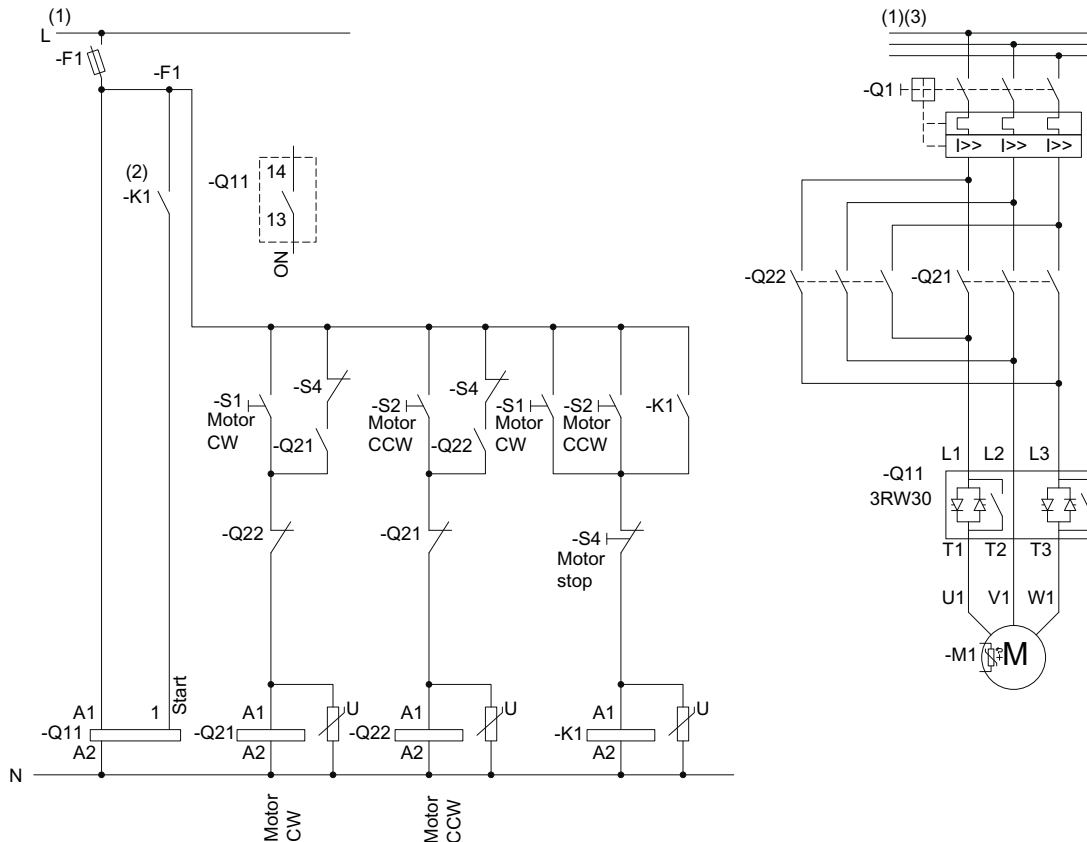 (1)
L
-F1
-F1
(2)
-K1
-Q11
14
13
ON
-S1
Motor
CW
-S4
-Q21
-S2
Motor
CCW
-S4
-Q22
-S1
Motor
CW
-S2
Motor
CCW
-K1
-Q22
-Q21
-S4
Motor
stop
Start
A1
1
-Q11
A2
A1
U
-Q21
A2
A1
U
-Q22
A2
A1
U
-K1
A2
N
Motor
CW
Motor
CCW
(1)(3)
-Q1
I>> I>> I>>
-Q22
-Q21
L1 L2 L3
-Q11
3RW30
T1 T2 T3
U1 V1 W1
-M1
M